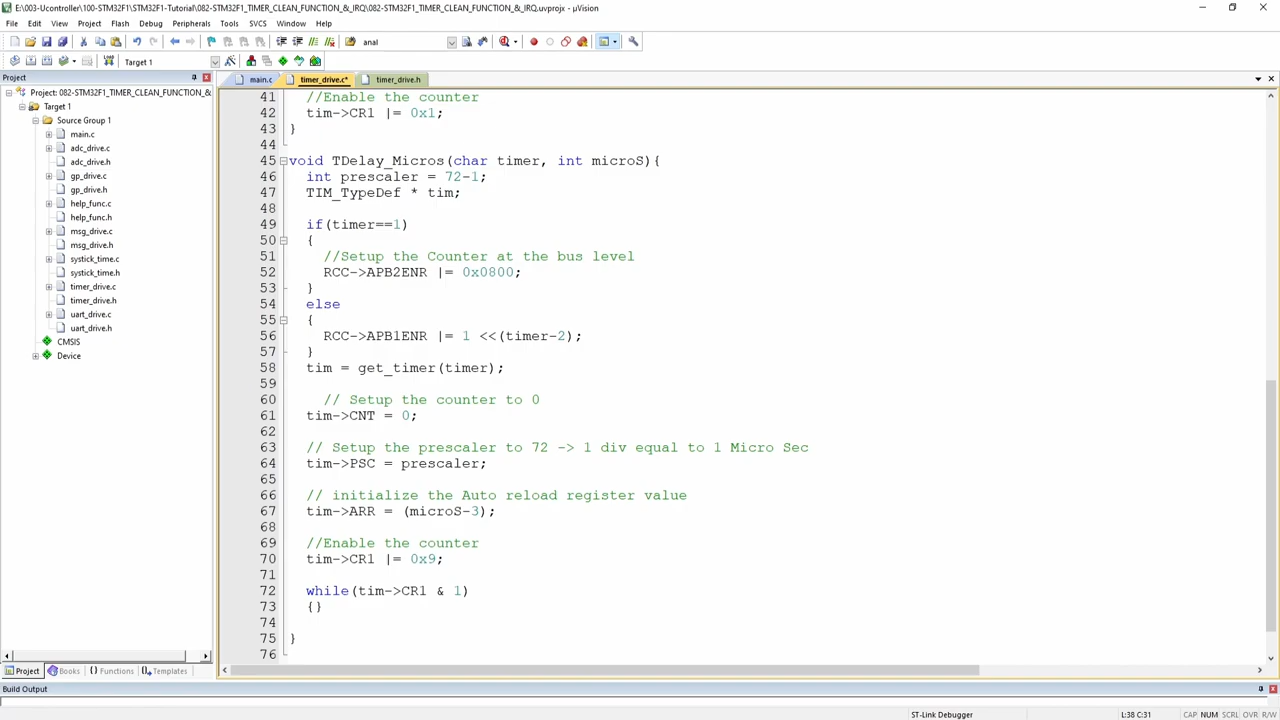 E:\003-Ucontroller\100-STM32F1\STM32F1-Tutorial\082-STM32F1_TIMER_CLEAN_FUNCTION_&_IRQ\082-STM32F1_TIMER_CLEAN_FUNCTION_&_IRQ.uvprojx - µVision
File Edit View Project Flash Debug Peripherals Tools SVCS Window Help
anal
Target 1
Project
main.c timer_drive.c* timer_drive.h
Project: 082-STM32F1_TIMER_CLEAN_FUNCTION_&_
Target 1
Source Group 1
main.c
adc_drive.c
adc_drive.h
gp_drive.c
gp_drive.h
help_func.c
help_func.h
msg_drive.c
msg_drive.h
systick_time.c
systick_time.h
timer_drive.c
timer_drive.h
uart_drive.c
uart_drive.h
CMSIS
Device
41 //Enable the counter
42 tim->CR1 |= 0x1;
43 }
44
45 void TDelay_Micros(char timer, int microS){
46 int prescaler = 72-1;
47 TIM_TypeDef * tim;
48
49 if(timer==1)
50 {
51 //Setup the Counter at the bus level
52 RCC->APB2ENR |= 0x0800;
53 }
54 else
55 {
56 RCC->APB1ENR |= 1 <<(timer-2);
57 }
58 tim = get_timer(timer);
59
60 // Setup the counter to 0
61 tim->CNT = 0;
62
63 // Setup the prescaler to 72 -> 1 div equal to 1 Micro Sec
64 tim->PSC = prescaler;
65
66 // initialize the Auto reload register value
67 tim->ARR = (microS-3);
68
69 //Enable the counter
70 tim->CR1 |= 0x9;
71
72 while(tim->CR1 & 1)
73 {}
74
75 }
76
Project Books {} Functions Templates
Build Output
ST-Link Debugger L:38 C:31 CAP NUM SCRL OVR R/W